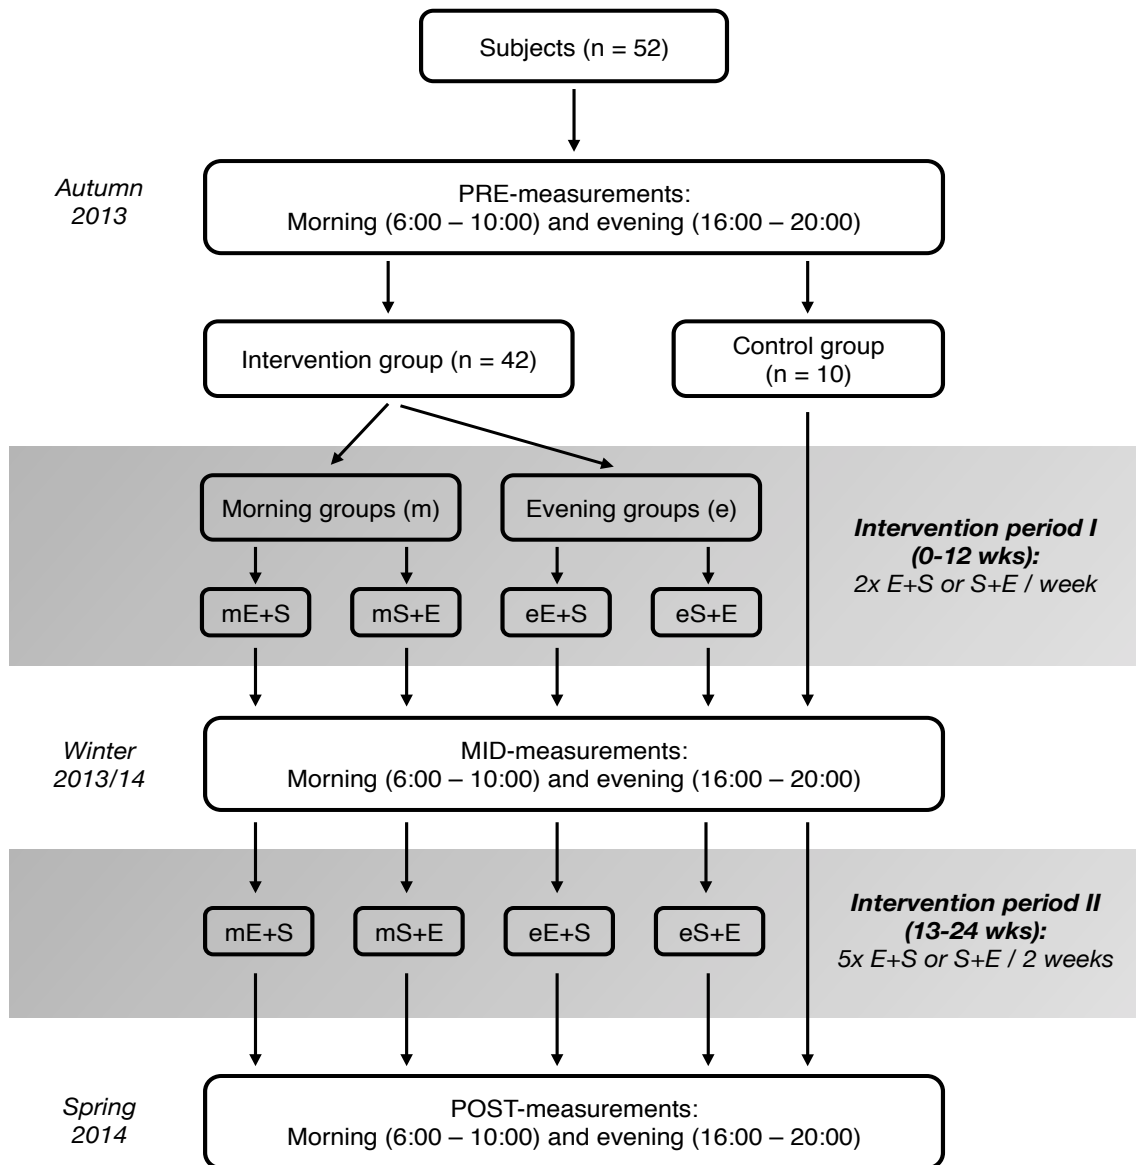 Subjects (n = 52)
Autumn
2013
PRE-measurements:
Morning (6:00 – 10:00) and evening (16:00 – 20:00)
Intervention group (n = 42)
Control group
(n = 10)
Morning groups (m)
Evening groups (e)
mE+S
mS+E
eE+S
eS+E
Intervention period I
(0-12 wks):
2x E+S or S+E / week
Winter
2013/14
MID-measurements:
Morning (6:00 – 10:00) and evening (16:00 – 20:00)
mE+S
mS+E
eE+S
eS+E
Intervention period II
(13-24 wks):
5x E+S or S+E / 2 weeks
Spring
2014
POST-measurements:
Morning (6:00 – 10:00) and evening (16:00 – 20:00)